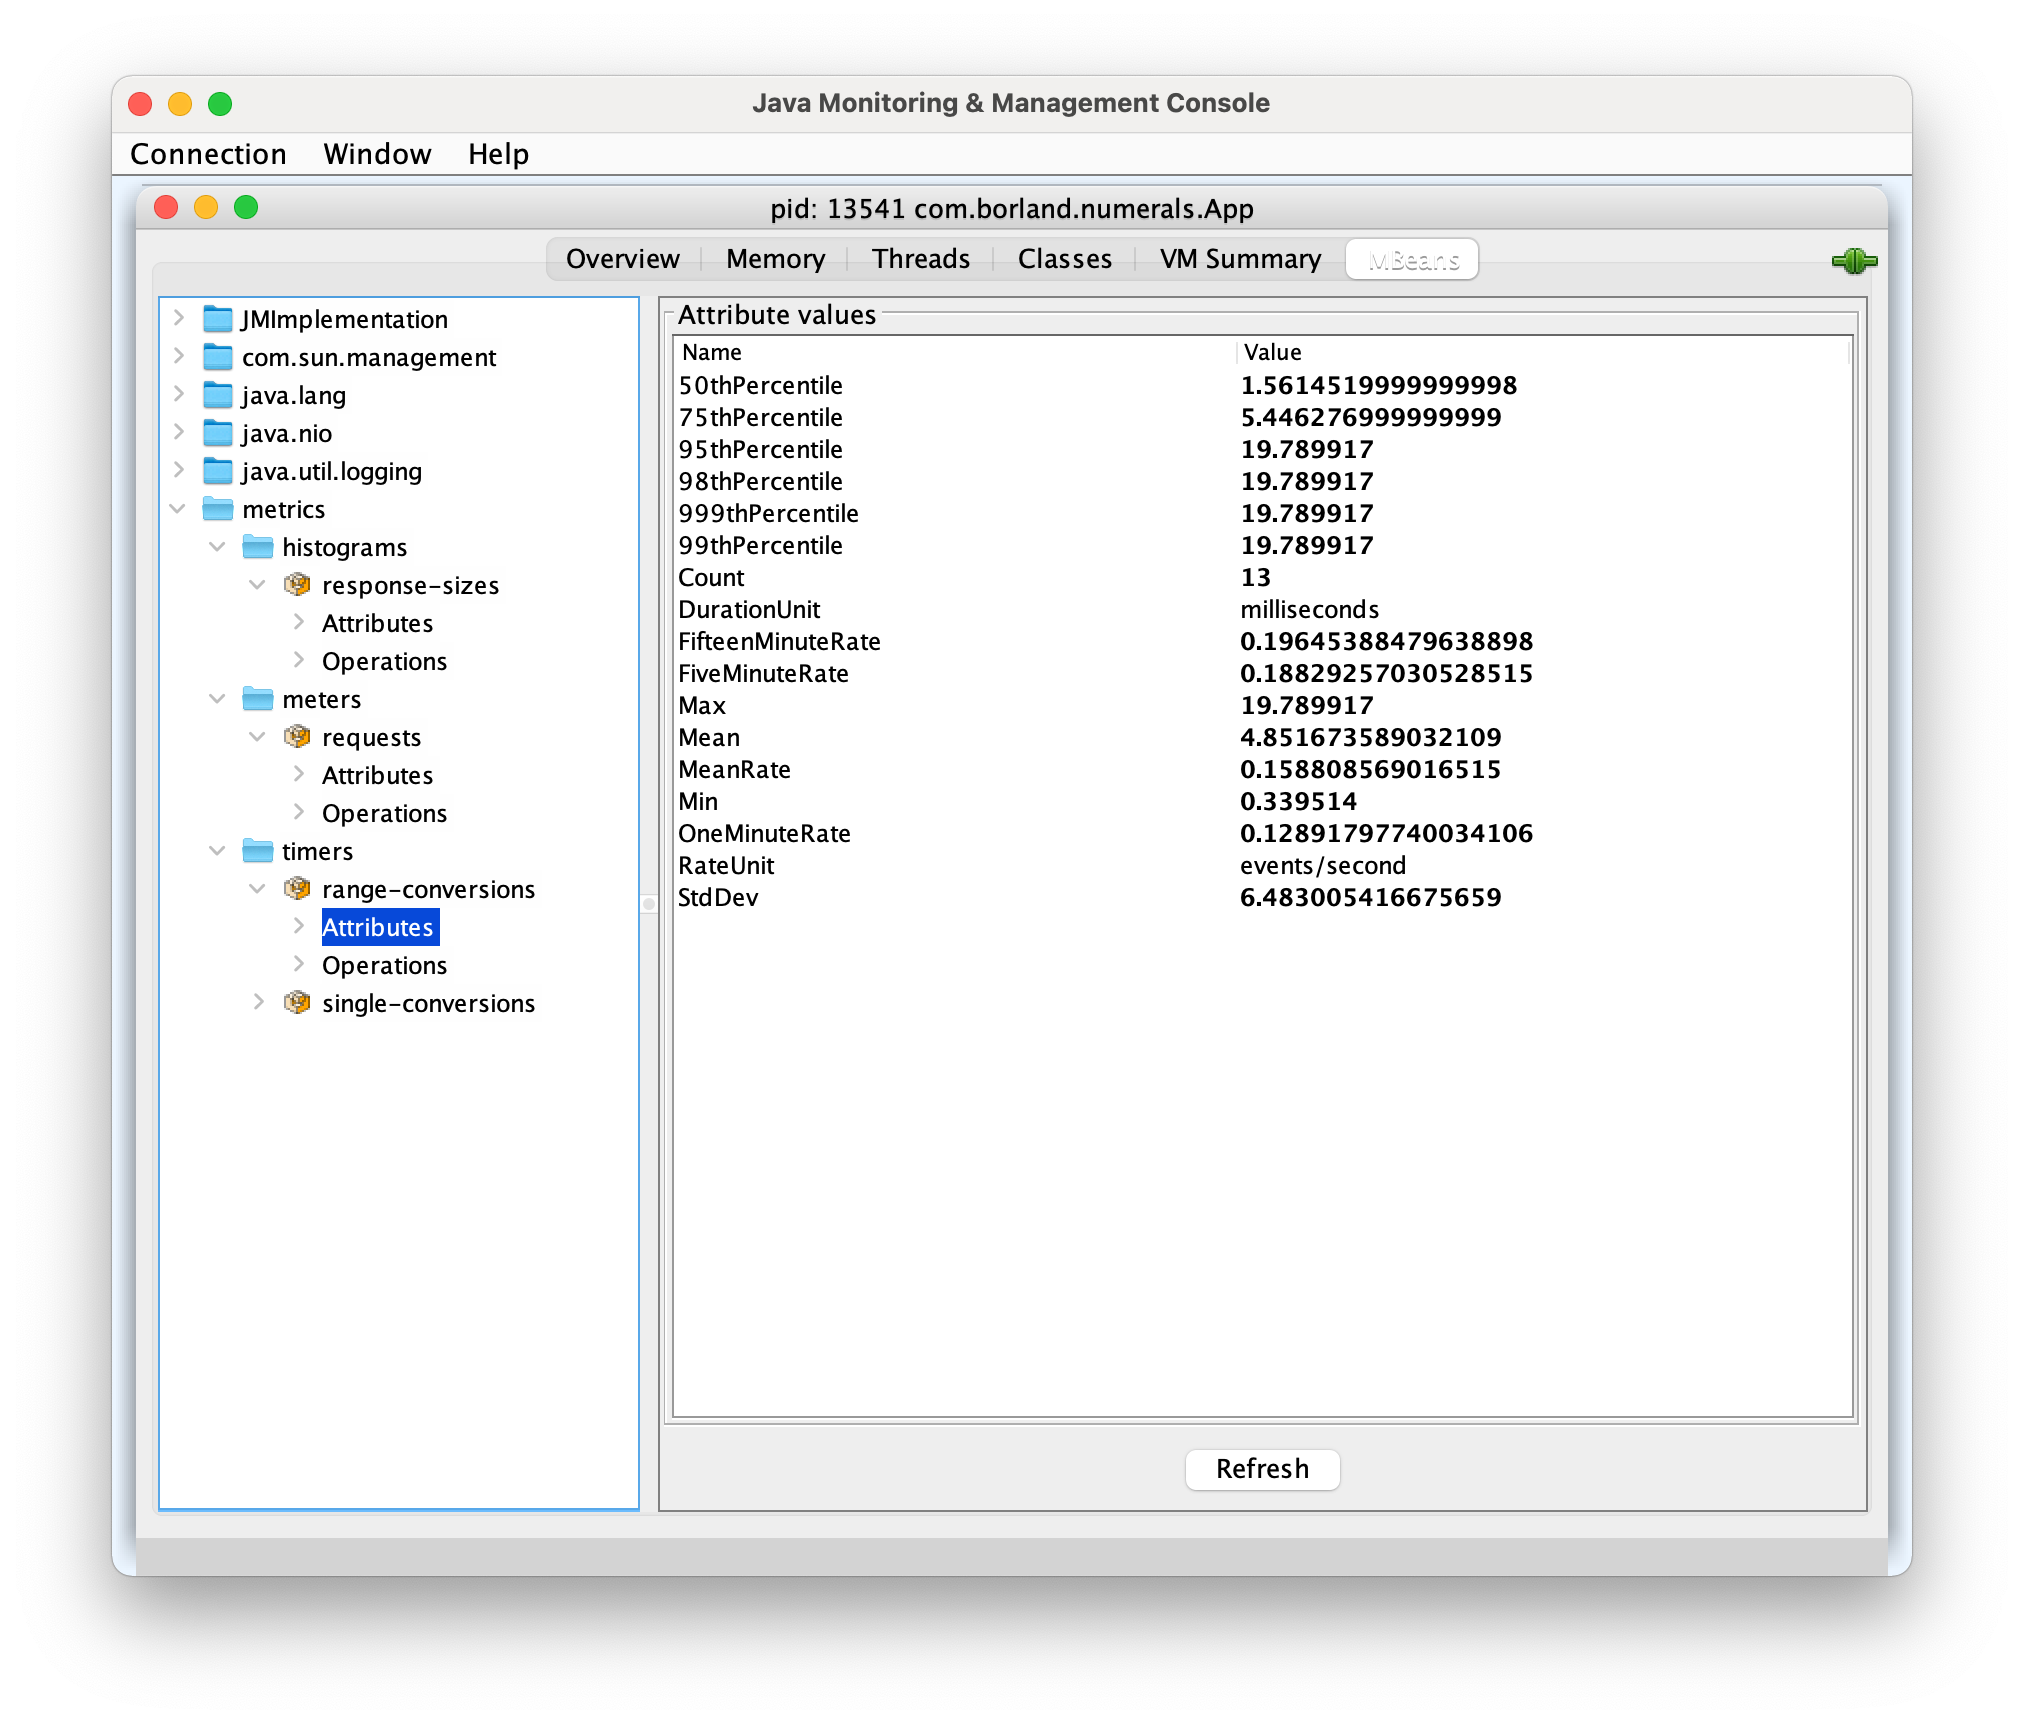 Java Monitoring & Management Console
Connection Window Help
pid: 13541 com.borland.numerals.App
Overview Memory Threads Classes VM Summary MBeans
JMImplementation
com.sun.management
java.lang
java.nio
java.util.logging
metrics
histograms
response-sizes
Attributes
Operations
meters
requests
Attributes
Operations
timers
range-conversions
Attributes
Operations
single-conversions
Attribute values
Name Value
50thPercentile 1.5614519999999998
75thPercentile 5.446276999999999
95thPercentile 19.789917
98thPercentile 19.789917
999thPercentile 19.789917
99thPercentile 19.789917
Count 13
DurationUnit milliseconds
FifteenMinuteRate 0.19645388479638898
FiveMinuteRate 0.18829257030528515
Max 19.789917
Mean 4.851673589032109
MeanRate 0.158808569016515
Min 0.339514
OneMinuteRate 0.12891797740034106
RateUnit events/second
StdDev 6.483005416675659
Refresh